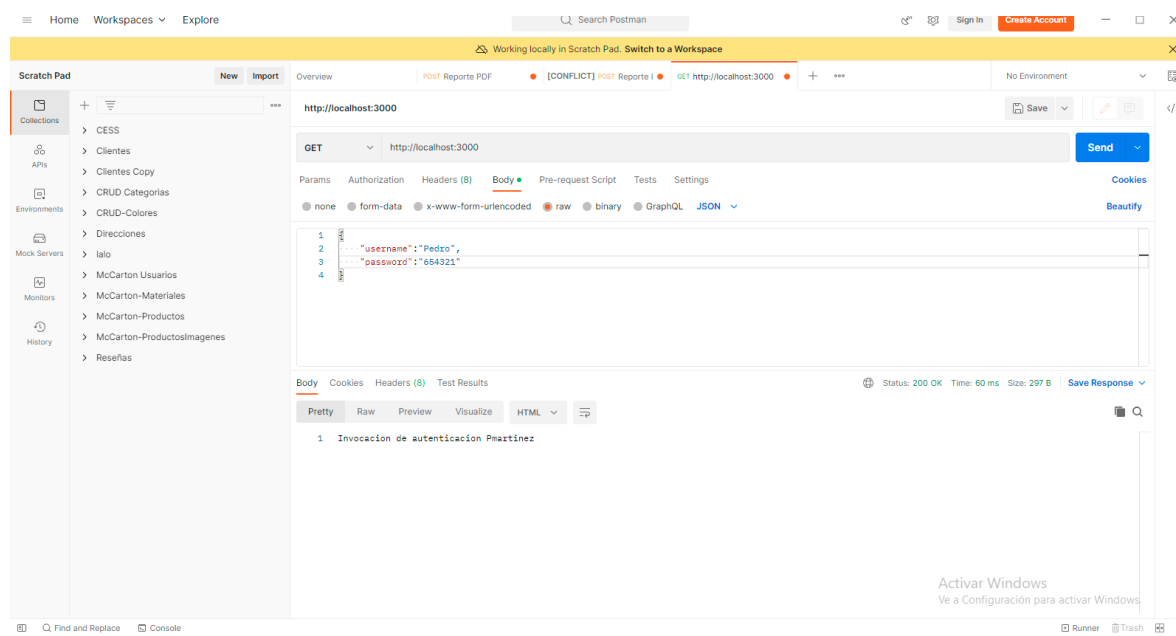 Home Workspaces Explore Search Postman Sign In Create Account
Working locally in Scratch Pad. Switch to a Workspace
Scratch Pad New Import Overview POST Reporte PDF [CONFLICT] POST Reporte I GET http://localhost:3000 No Environment
Collections
APIs
Environments
Mock Servers
Monitors
History
CESS
Clientes
Clientes Copy
CRUD Categorias
CRUD-Colores
Direcciones
lalo
McCarton Usuarios
McCarton-Materiales
McCarton-Productos
McCarton-ProductosImagenes
Reseñas
http://localhost:3000 Save
GET http://localhost:3000 Send
Params Authorization Headers (8) Body Pre-request Script Tests Settings Cookies
none form-data x-www-form-urlencoded raw binary GraphQL JSON Beautify
1 {
2 "username":"Pedro",
3 "password":"654321"
4 }
Body Cookies Headers (8) Test Results Status: 200 OK Time: 60 ms Size: 297 B Save Response
Pretty Raw Preview Visualize HTML
1 Invocacion de autenticacion Pmartinez
Activar Windows
Ve a Configuración para activar Windows.
Find and Replace Console Runner Trash